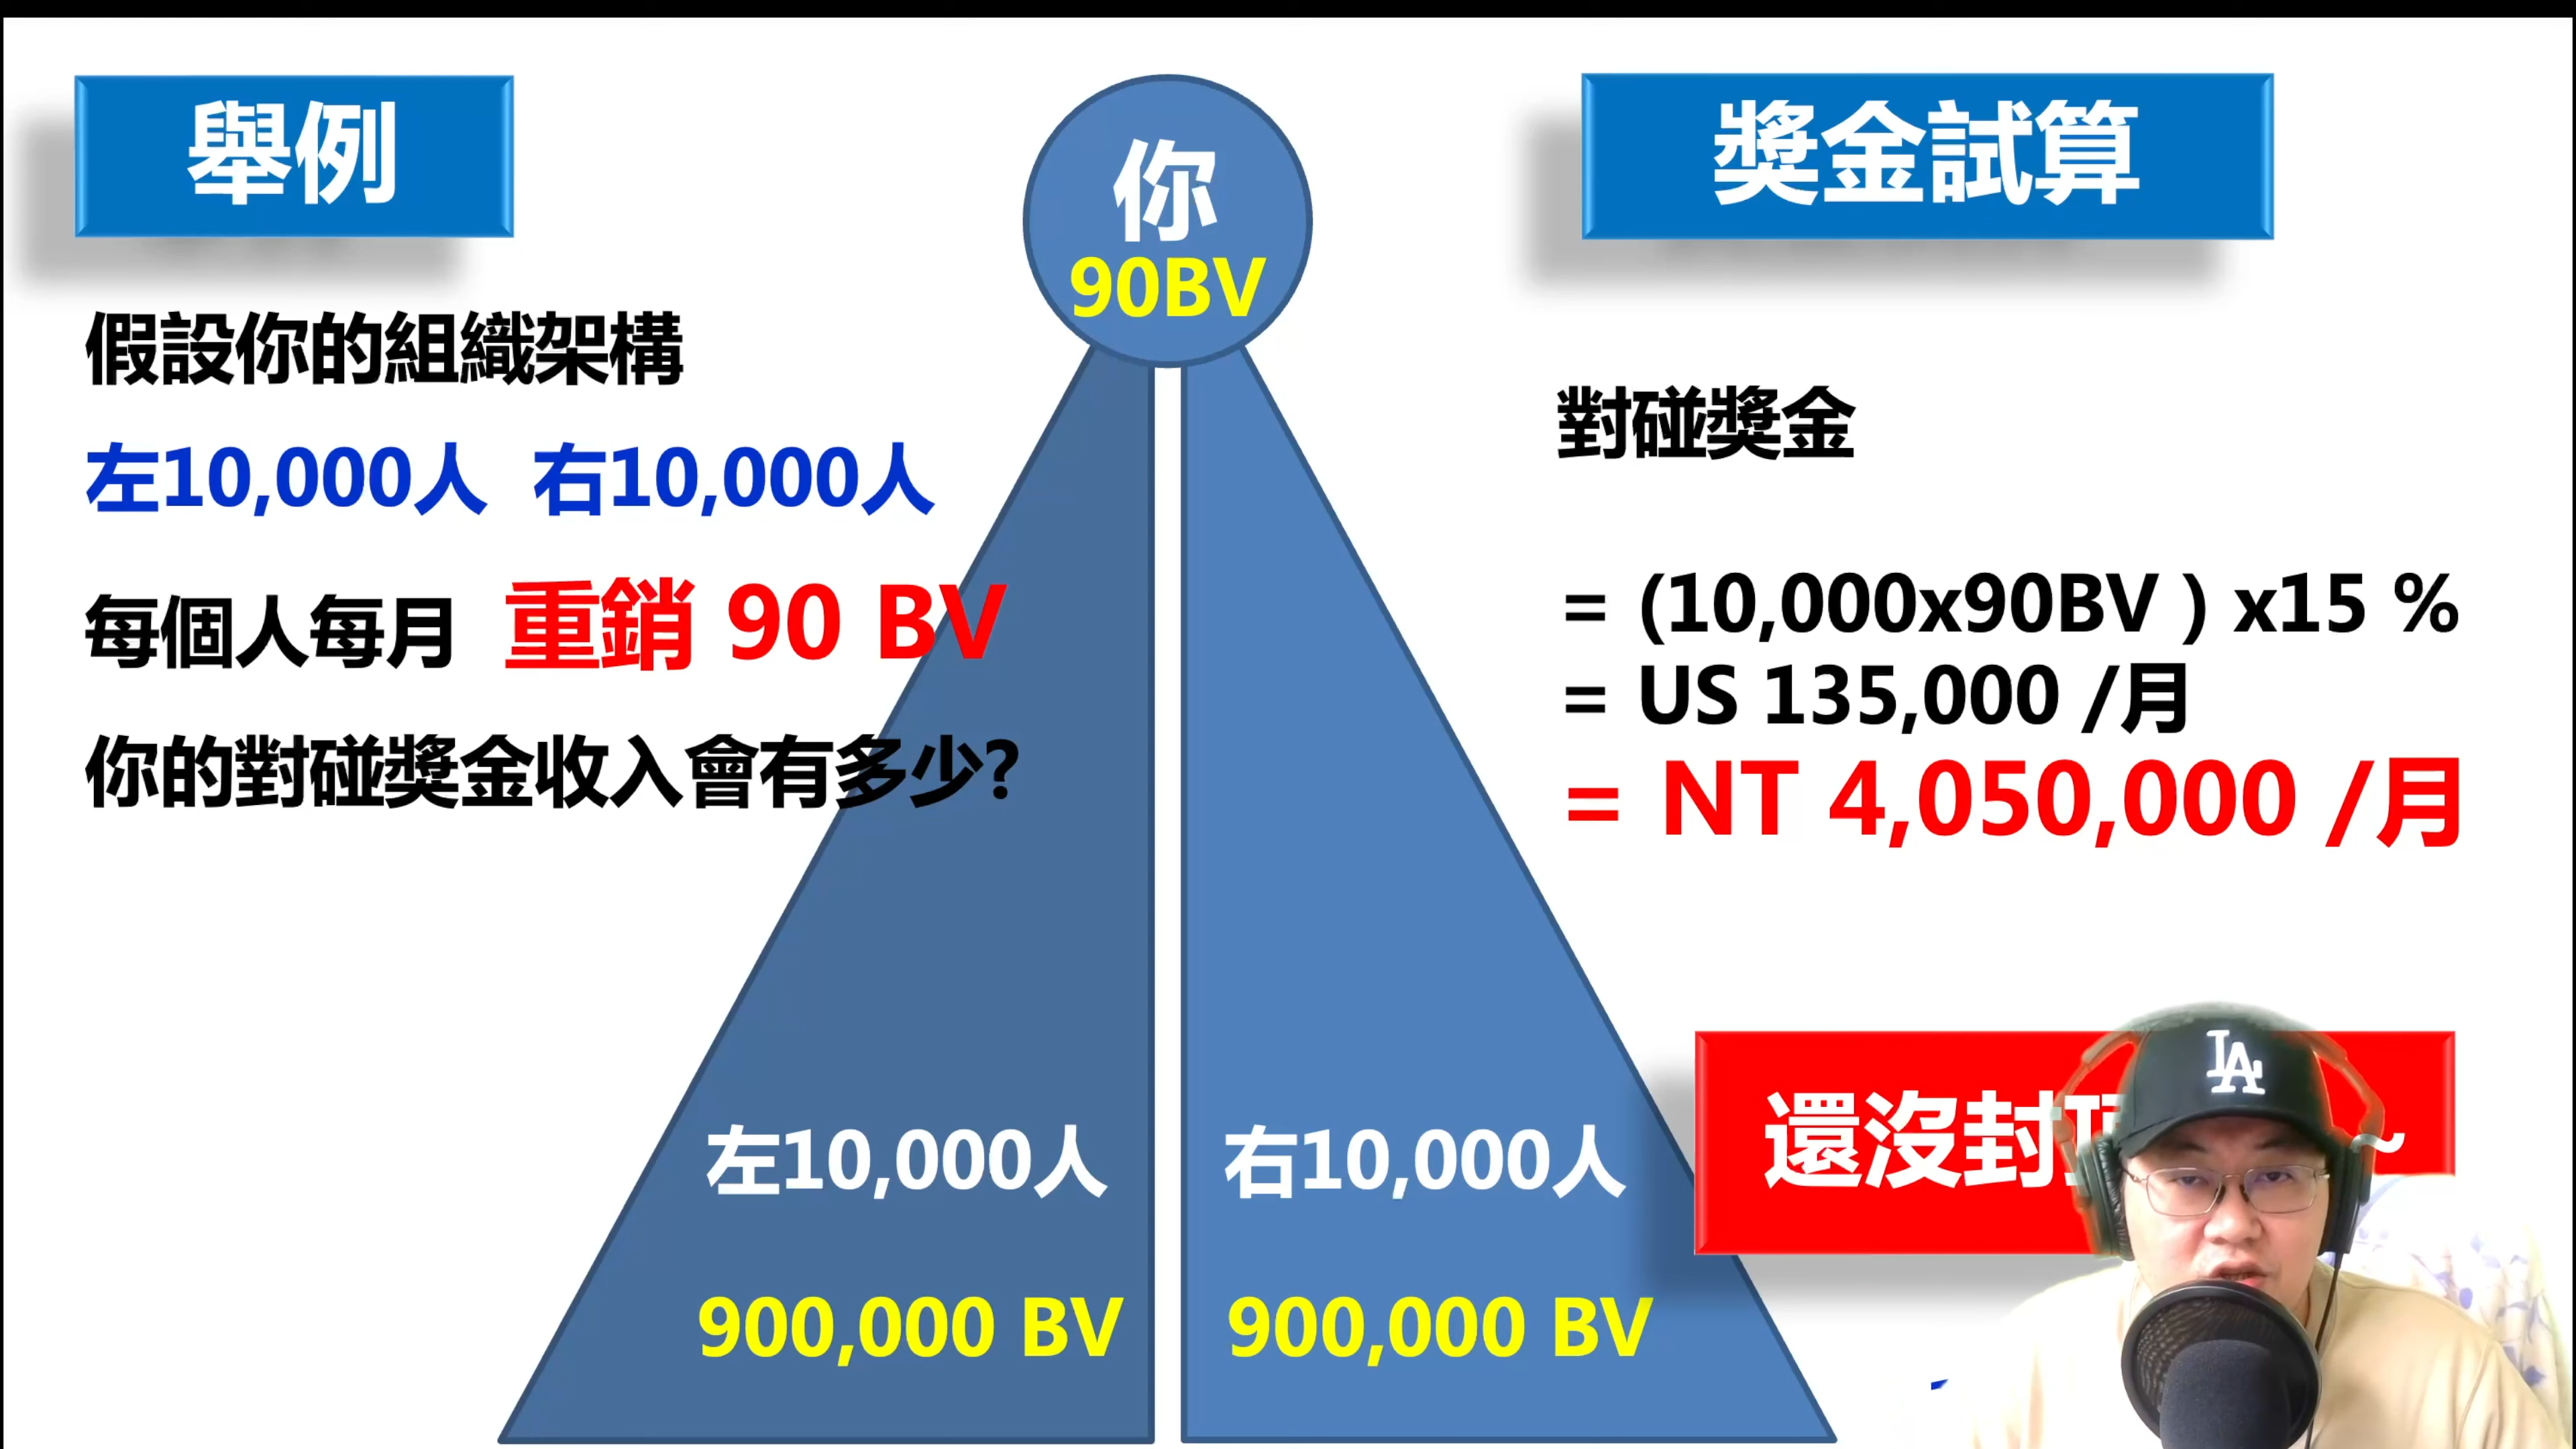 舉例
假設你的組織架構
左10,000人 右10,000人
每個人每月 重銷 90 BV
你的對碰獎金收入會有多少?
你
90BV
左10,000人
900,000 BV
右10,000人
900,000 BV
獎金試算
對碰獎金
= (10,000x90BV ) x15 %
= US 135,000 /月
= NT 4,050,000 /月
還沒封 ~
LA